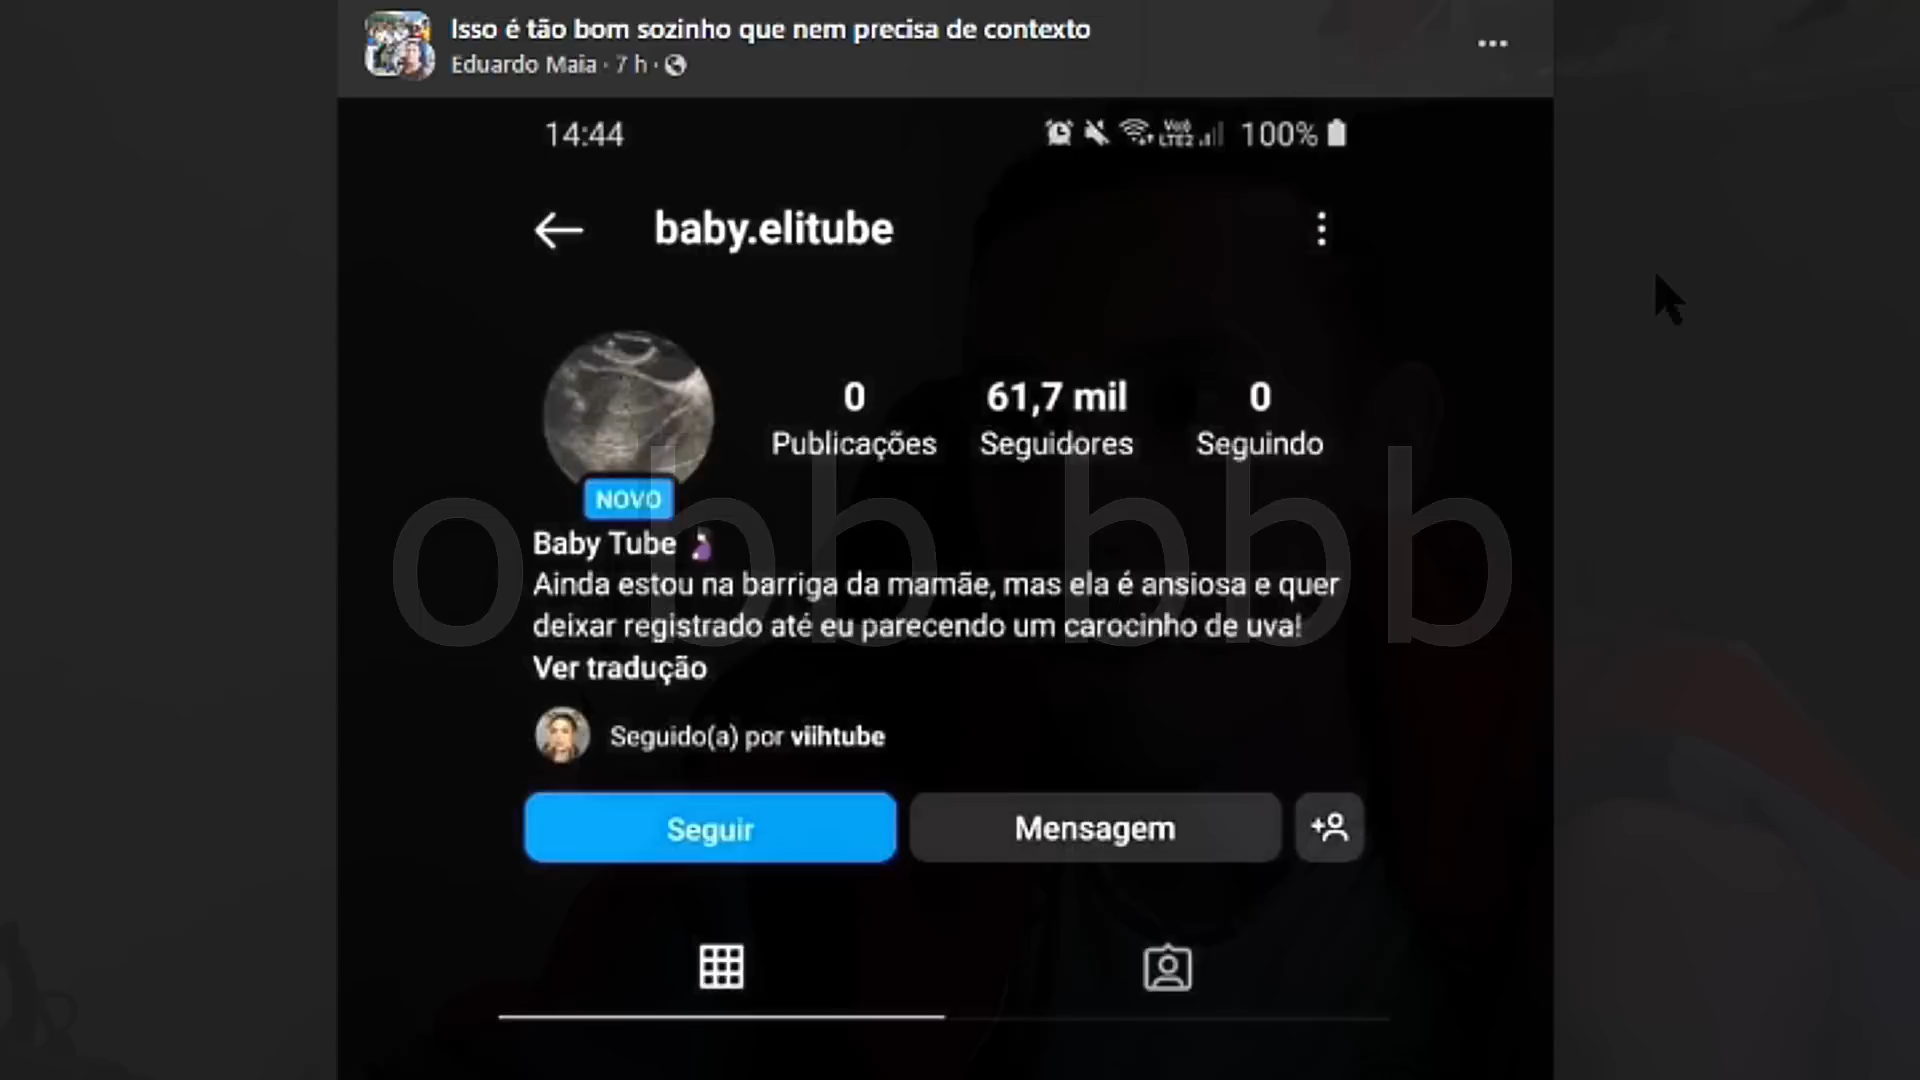 Isso é tão bom sozinho que nem precisa de contexto
Eduardo Maia · 7 h ·
14:44
100%
baby.elitube
0
61,7 mil
0
Publicações
Seguidores
Seguindo
NOVO
o bb bbb
Baby Tube
Ainda estou na barriga da mamãe, mas ela é ansiosa e quer
deixar registrado até eu parecendo um carocinho de uva!
Ver tradução
Seguido(a) por viihtube
Seguir
Mensagem